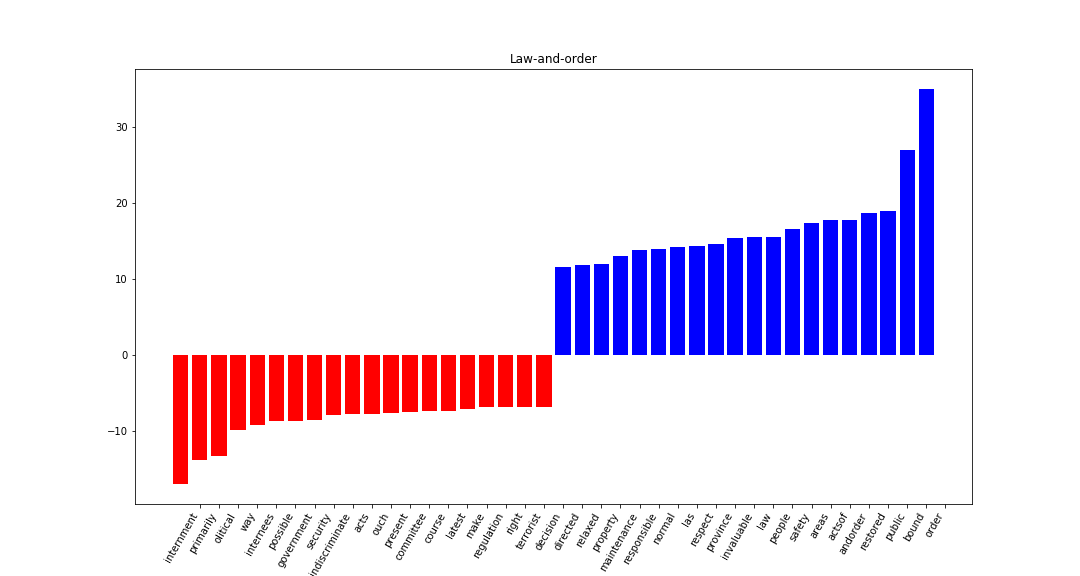 Law-and-order
30
20
10
0
−10
internment
primarily
olitical
way
internees
possible
government
security
indiscriminate
acts
ouch
present
committee
course
latest
make
regulation
right
terrorist
decision
directed
relaxed
property
maintenance
responsible
normal
las
respect
province
invaluable
law
people
safety
areas
actsof
andorder
restored
public
bound
order